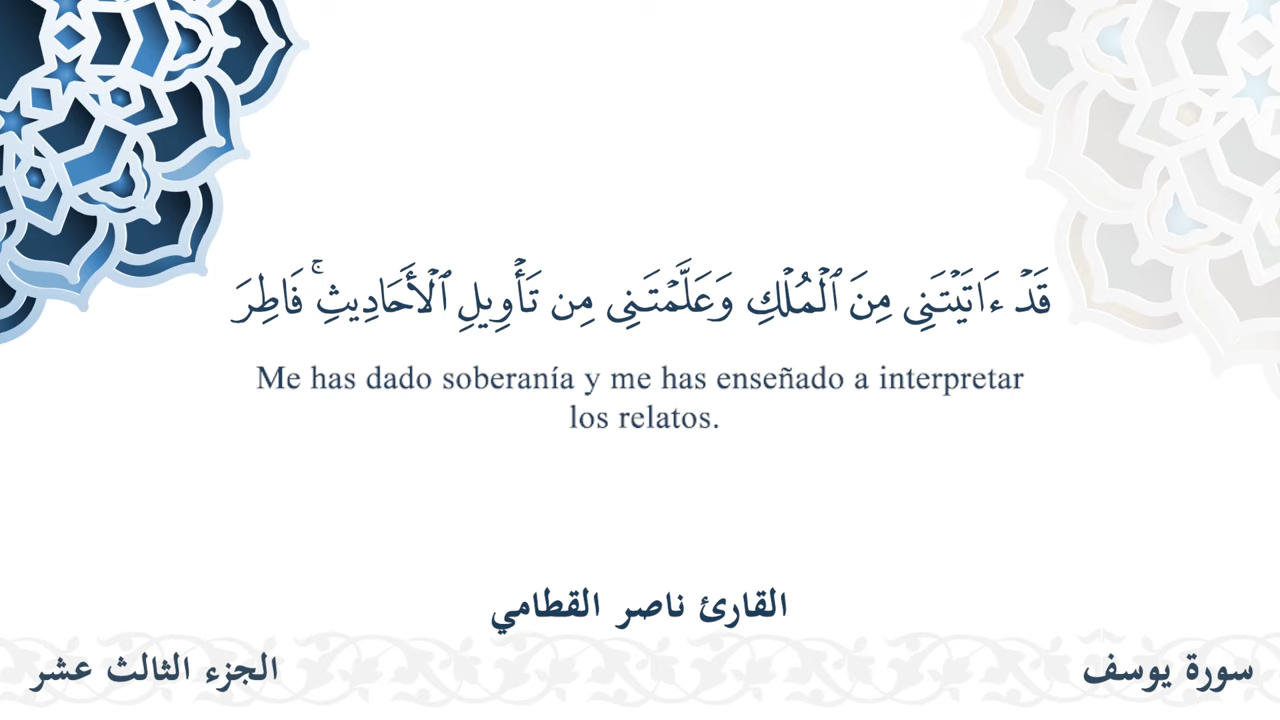 قَدۡ ءَاتَيۡتَنِي مِنَ ٱلۡمُلۡكِ وَعَلَّمۡتَنِي مِن تَأۡوِيلِ ٱلۡأَحَادِيثِۚ فَاطِرَ
Me has dado soberanía y me has enseñado a interpretar
los relatos.
القارئ ناصر القطامي
سورة يوسف
الجزء الثالث عشر